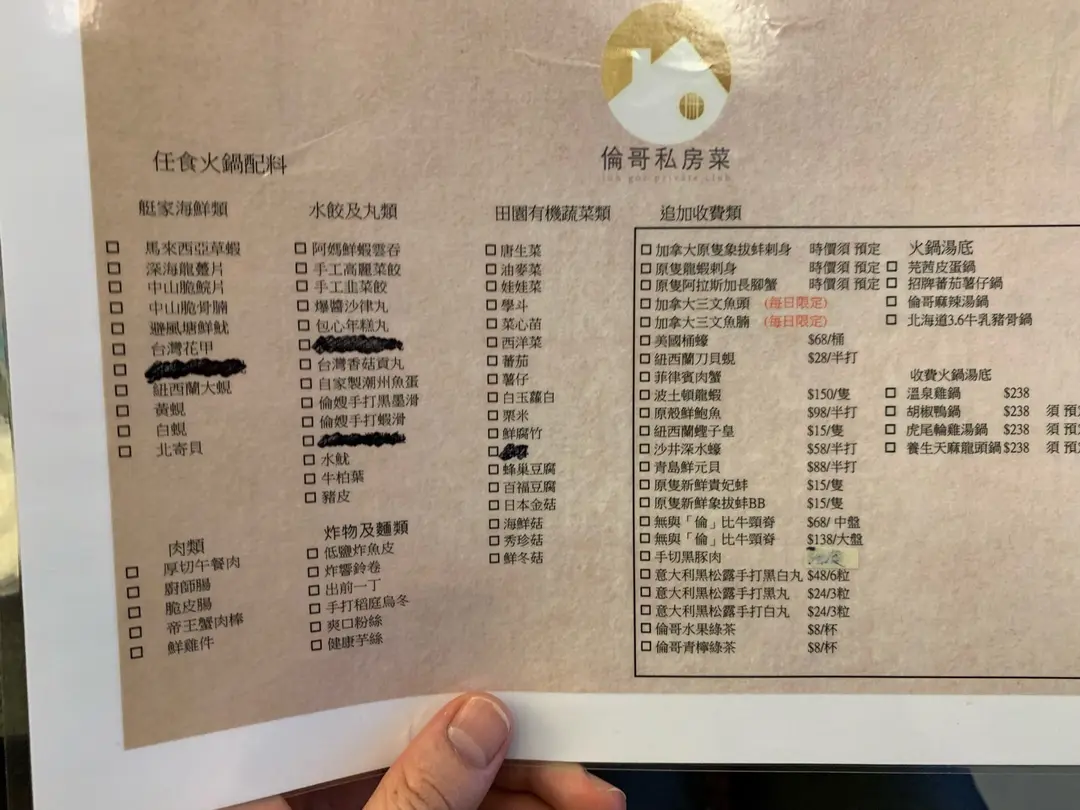 倫哥私房菜
任食火鍋配料
艇家海鮮類
馬來西亞草蝦
深海龍躉片
中山脆鯇片
中山脆骨腩
避風塘鮮魷
台灣花甲
紐西蘭大蜆
黃蜆
白蜆
北寄貝
肉類
厚切午餐肉
廚師腸
脆皮腸
帝王蟹肉棒
鮮雞件
水餃及丸類
阿媽鮮蝦雲吞
手工高麗菜餃
手工韭菜餃
爆醬沙律丸
包心年糕丸
台灣香菇貢丸
自家製潮州魚蛋
倫嫂手打黑墨滑
倫嫂手打蝦滑
水魷
牛柏葉
豬皮
炸物及麵類
低鹽炸魚皮
炸響鈴卷
出前一丁
手打稻庭烏冬
爽口粉絲
健康芋絲
田園有機蔬菜類
唐生菜
油麥菜
娃娃菜
學斗
菜心苗
西洋菜
蕃茄
薯仔
白玉蘿白
粟米
鮮腐竹
蜂巢豆腐
百福豆腐
日本金菇
海鮮菇
秀珍菇
鮮冬菇
追加收費類
加拿大原隻象拔蚌刺身 時價須 預定
原隻龍蝦刺身 時價須 預定
原隻阿拉斯加長腳蟹 時價須 預定
加拿大三文魚頭 (每日限定)
加拿大三文魚腩 (每日限定)
美國桶蠔 $68/桶
紐西蘭刀貝蜆 $28/半打
菲律賓肉蟹
波士頓龍蝦 $150/隻
原殼鮮鮑魚 $98/半打
紐西蘭蟶子皇 $15/隻
沙井深水蠔 $58/半打
青島鮮元貝 $88/半打
原隻新鮮貴妃蚌 $15/隻
原隻新鮮象拔蚌BB $15/隻
無與「倫」比牛頸脊 $68/ 中盤
無與「倫」比牛頸脊 $138/大盤
手切黑豚肉
意大利黑松露手打黑白丸 $48/6粒
意大利黑松露手打黑丸 $24/3粒
意大利黑松露手打白丸 $24/3粒
倫哥水果綠茶 $8/杯
倫哥青檸綠茶 $8/杯
火鍋湯底
芫茜皮蛋鍋
招牌蕃茄薯仔鍋
倫哥麻辣湯鍋
北海道3.6牛乳豬骨鍋
收費火鍋湯底
溫泉雞鍋 $238
胡椒鴨鍋 $238 須 預
虎尾輪雞湯鍋 $238 須 預
養生天麻龍頭鍋 $238 須 預